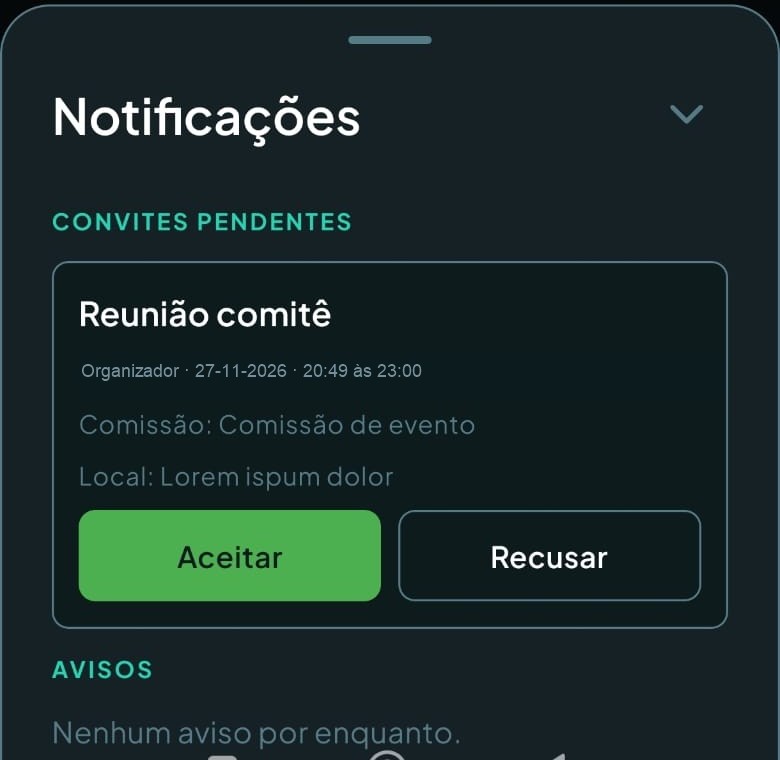 Notificações
CONVITES PENDENTES
Reunião comitê
Organizador · 27-11-2026 · 20:49 às 23:00
Comissão: Comissão de evento
Local: Lorem ispum dolor
Aceitar
Recusar
AVISOS
Nenhum aviso por enquanto.